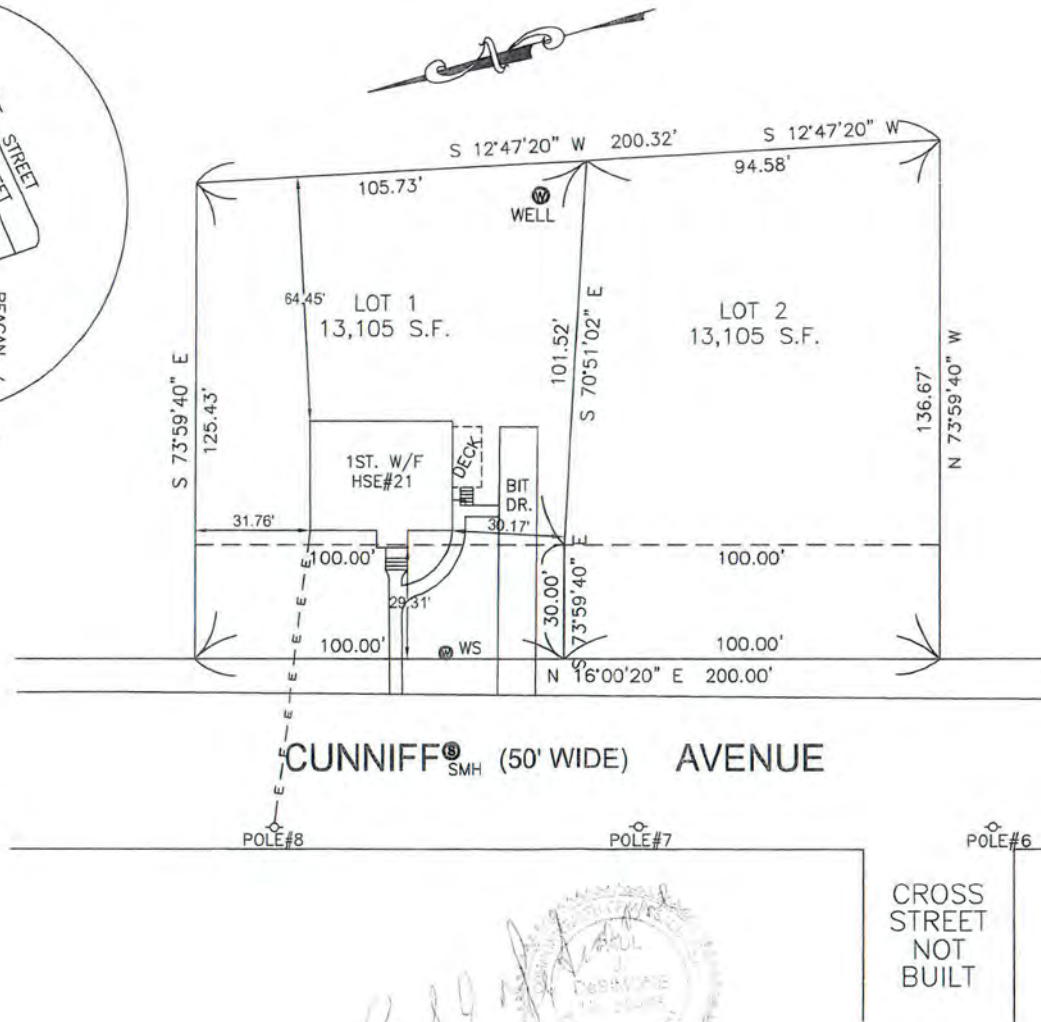 STREET
S 12°47'20" W 200.32'
S 12°47'20" W
105.73'
94.58'
WELL
W
64.45'
LOT 1
13,105 S.F.
LOT 2
13,105 S.F.
S 73°59'40" E
125.43'
101.52'
S 70°51'02" E
136.67'
N 73°59'40" W
1ST. W/F
HSE#21
DECK
BIT
DR.
31.76'
30.17'
100.00'
100.00'
29.31'
30.00'
S 73°59'40" E
100.00'
W WS
100.00'
N 16°00'20" E 200.00'
E
E
E
E
E
E
E
CUNNIFF S SMH (50' WIDE) AVENUE
POLE#8
POLE#7
POLE#6
CROSS
STREET
NOT
BUILT
PAUL
J.
DeSIMONE